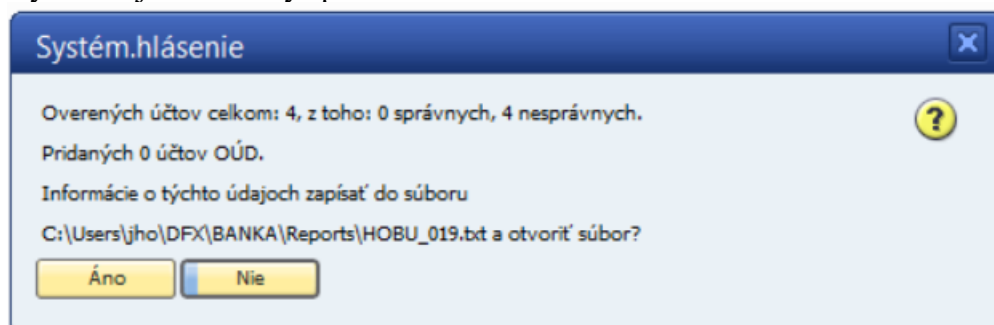 Systém.hlásenie
Overených účtov celkom: 4, z toho: 0 správnych, 4 nesprávnych.
Pridaných 0 účtov OÚD.
Informácie o týchto údajoch zapísať do súboru
C:\Users\jho\DFX\BANKA\Reports\HOBU_019.txt a otvoriť súbor?
Áno
Nie